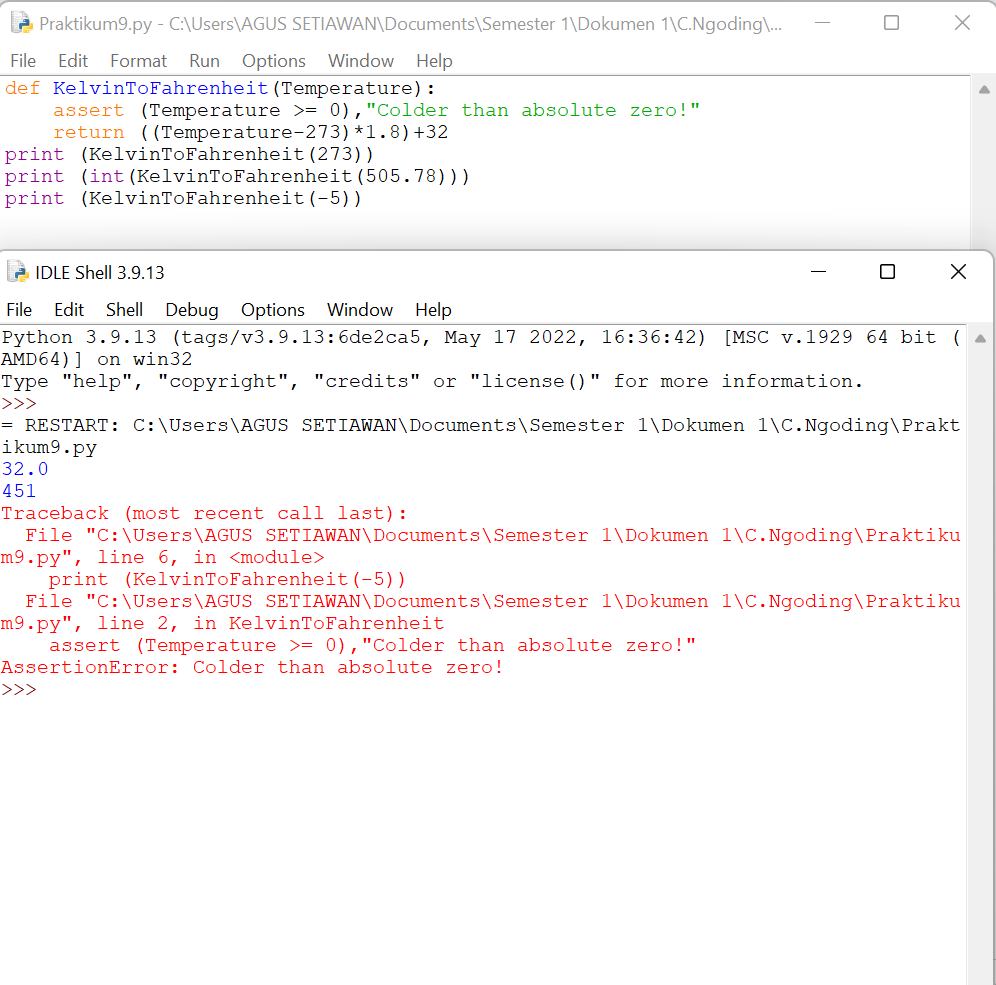 Praktikum9.py - C:\Users\AGUS SETIAWAN\Documents\Semester 1\Dokumen 1\C.Ngoding\...
File Edit Format Run Options Window Help
def KelvinToFahrenheit(Temperature):
    assert (Temperature >= 0),"Colder than absolute zero!"
    return ((Temperature-273)*1.8)+32
print (KelvinToFahrenheit(273))
print (int(KelvinToFahrenheit(505.78)))
print (KelvinToFahrenheit(-5))
IDLE Shell 3.9.13
File Edit Shell Debug Options Window Help
Python 3.9.13 (tags/v3.9.13:6de2ca5, May 17 2022, 16:36:42) [MSC v.1929 64 bit (
AMD64)] on win32
Type "help", "copyright", "credits" or "license()" for more information.
>>>
= RESTART: C:\Users\AGUS SETIAWAN\Documents\Semester 1\Dokumen 1\C.Ngoding\Prakt
ikum9.py
32.0
451
Traceback (most recent call last):
  File "C:\Users\AGUS SETIAWAN\Documents\Semester 1\Dokumen 1\C.Ngoding\Praktiku
m9.py", line 6, in <module>
    print (KelvinToFahrenheit(-5))
  File "C:\Users\AGUS SETIAWAN\Documents\Semester 1\Dokumen 1\C.Ngoding\Praktiku
m9.py", line 2, in KelvinToFahrenheit
    assert (Temperature >= 0),"Colder than absolute zero!"
AssertionError: Colder than absolute zero!
>>>